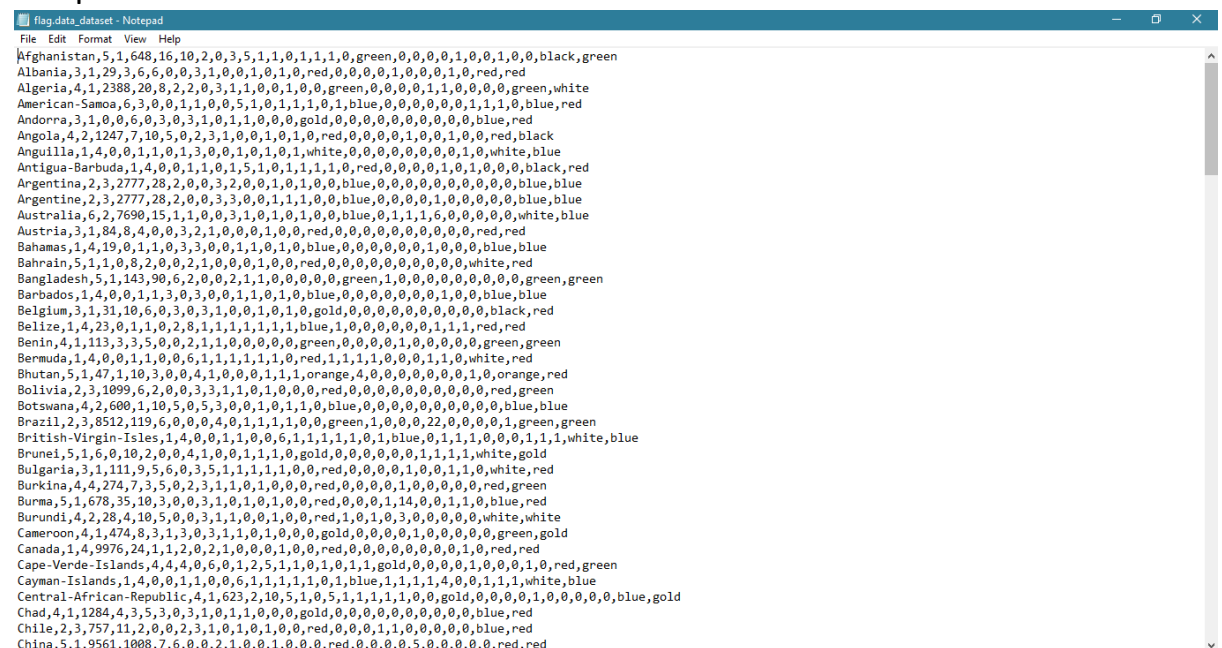 flag.data_dataset - Notepad
File Edit Format View Help
Afghanistan,5,1,648,16,10,2,0,3,5,1,1,0,1,1,1,0,green,0,0,0,0,1,0,0,1,0,0,black,green
Albania,3,1,29,3,6,6,0,0,3,1,0,0,1,0,1,0,red,0,0,0,0,1,0,0,0,1,0,red,red
Algeria,4,1,2388,20,8,2,2,0,3,1,1,0,0,1,0,0,green,0,0,0,0,1,1,0,0,0,0,green,white
American-Samoa,6,3,0,0,1,1,0,0,5,1,0,1,1,1,0,1,blue,0,0,0,0,0,0,1,1,1,0,blue,red
Andorra,3,1,0,0,6,0,3,0,3,1,0,1,1,0,0,0,gold,0,0,0,0,0,0,0,0,0,0,blue,red
Angola,4,2,1247,7,10,5,0,2,3,1,0,0,1,0,1,0,red,0,0,0,0,1,0,0,1,0,0,red,black
Anguilla,1,4,0,0,1,1,0,1,3,0,0,1,0,1,0,1,white,0,0,0,0,0,0,0,0,1,0,white,blue
Antigua-Barbuda,1,4,0,0,1,1,0,1,5,1,0,1,1,1,1,0,red,0,0,0,0,1,0,1,0,0,0,black,red
Argentina,2,3,2777,28,2,0,0,3,2,0,0,1,0,1,0,0,blue,0,0,0,0,0,0,0,0,0,0,blue,blue
Argentine,2,3,2777,28,2,0,0,3,3,0,0,1,1,1,0,0,blue,0,0,0,0,1,0,0,0,0,0,blue,blue
Australia,6,2,7690,15,1,1,0,0,3,1,0,1,0,1,0,0,blue,0,1,1,1,6,0,0,0,0,0,white,blue
Austria,3,1,84,8,4,0,0,3,2,1,0,0,0,1,0,0,red,0,0,0,0,0,0,0,0,0,0,red,red
Bahamas,1,4,19,0,1,1,0,3,3,0,0,1,1,0,1,0,blue,0,0,0,0,0,0,1,0,0,0,blue,blue
Bahrain,5,1,1,0,8,2,0,0,2,1,0,0,0,1,0,0,red,0,0,0,0,0,0,0,0,0,0,white,red
Bangladesh,5,1,143,90,6,2,0,0,2,1,1,0,0,0,0,0,green,1,0,0,0,0,0,0,0,0,0,green,green
Barbados,1,4,0,0,1,1,3,0,3,0,0,1,1,0,1,0,blue,0,0,0,0,0,0,0,1,0,0,blue,blue
Belgium,3,1,31,10,6,0,3,0,3,1,0,0,1,0,1,0,gold,0,0,0,0,0,0,0,0,0,0,black,red
Belize,1,4,23,0,1,1,0,2,8,1,1,1,1,1,1,1,blue,1,0,0,0,0,0,0,1,1,1,red,red
Benin,4,1,113,3,3,5,0,0,2,1,1,0,0,0,0,0,green,0,0,0,0,1,0,0,0,0,0,green,green
Bermuda,1,4,0,0,1,1,0,0,6,1,1,1,1,1,1,0,red,1,1,1,1,0,0,0,1,1,0,white,red
Bhutan,5,1,47,1,10,3,0,0,4,1,0,0,0,1,1,1,orange,4,0,0,0,0,0,0,0,1,0,orange,red
Bolivia,2,3,1099,6,2,0,0,3,3,1,1,0,1,0,0,0,red,0,0,0,0,0,0,0,0,0,0,red,green
Botswana,4,2,600,1,10,5,0,5,3,0,0,1,0,1,1,0,blue,0,0,0,0,0,0,0,0,0,0,blue,blue
Brazil,2,3,8512,119,6,0,0,0,4,0,1,1,1,1,0,0,green,1,0,0,0,22,0,0,0,0,1,green,green
British-Virgin-Isles,1,4,0,0,1,1,0,0,6,1,1,1,1,1,0,1,blue,0,1,1,1,0,0,0,1,1,1,white,blue
Brunei,5,1,6,0,10,2,0,0,4,1,0,0,1,1,1,0,gold,0,0,0,0,0,0,1,1,1,1,white,gold
Bulgaria,3,1,111,9,5,6,0,3,5,1,1,1,1,1,0,0,red,0,0,0,0,1,0,0,1,1,0,white,red
Burkina,4,4,274,7,3,5,0,2,3,1,1,0,1,0,0,0,red,0,0,0,0,1,0,0,0,0,0,red,green
Burma,5,1,678,35,10,3,0,0,3,1,0,1,0,1,0,0,red,0,0,0,1,14,0,0,1,1,0,blue,red
Burundi,4,2,28,4,10,5,0,0,3,1,1,0,0,1,0,0,red,1,0,1,0,3,0,0,0,0,0,white,white
Cameroon,4,1,474,8,3,1,3,0,3,1,1,0,1,0,0,0,gold,0,0,0,0,1,0,0,0,0,0,green,gold
Canada,1,4,9976,24,1,1,2,0,2,1,0,0,0,1,0,0,red,0,0,0,0,0,0,0,0,1,0,red,red
Cape-Verde-Islands,4,4,4,0,6,0,1,2,5,1,1,0,1,0,1,1,gold,0,0,0,0,1,0,0,0,1,0,red,green
Cayman-Islands,1,4,0,0,1,1,0,0,6,1,1,1,1,1,0,1,blue,1,1,1,1,4,0,0,1,1,1,white,blue
Central-African-Republic,4,1,623,2,10,5,1,0,5,1,1,1,1,1,0,0,gold,0,0,0,0,1,0,0,0,0,0,blue,gold
Chad,4,1,1284,4,3,5,3,0,3,1,0,1,1,0,0,0,gold,0,0,0,0,0,0,0,0,0,0,blue,red
Chile,2,3,757,11,2,0,0,2,3,1,0,1,0,1,0,0,red,0,0,0,1,1,0,0,0,0,0,blue,red
China,5,1,9561,1008,7,6,0,0,2,1,0,0,1,0,0,0,red,0,0,0,0,5,0,0,0,0,0,red,red